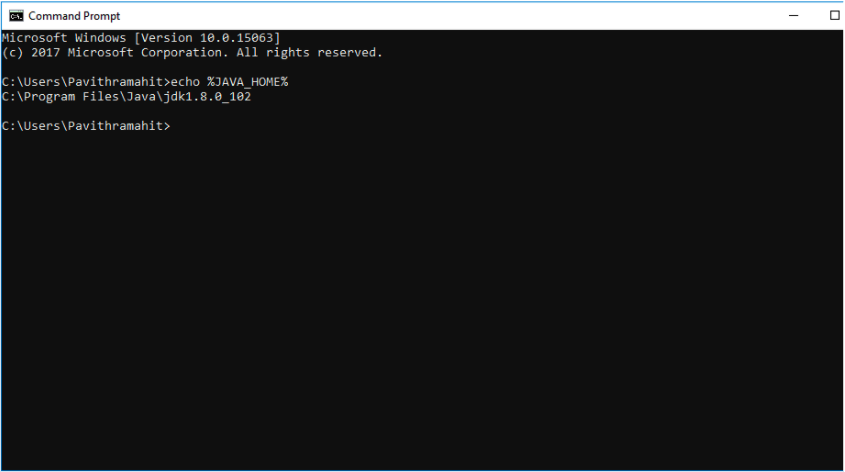 Command Prompt
Microsoft Windows [Version 10.0.15063]
(c) 2017 Microsoft Corporation. All rights reserved.
C:\Users\Pavithramahit>echo %JAVA_HOME%
C:\Program Files\Java\jdk1.8.0_102
C:\Users\Pavithramahit>